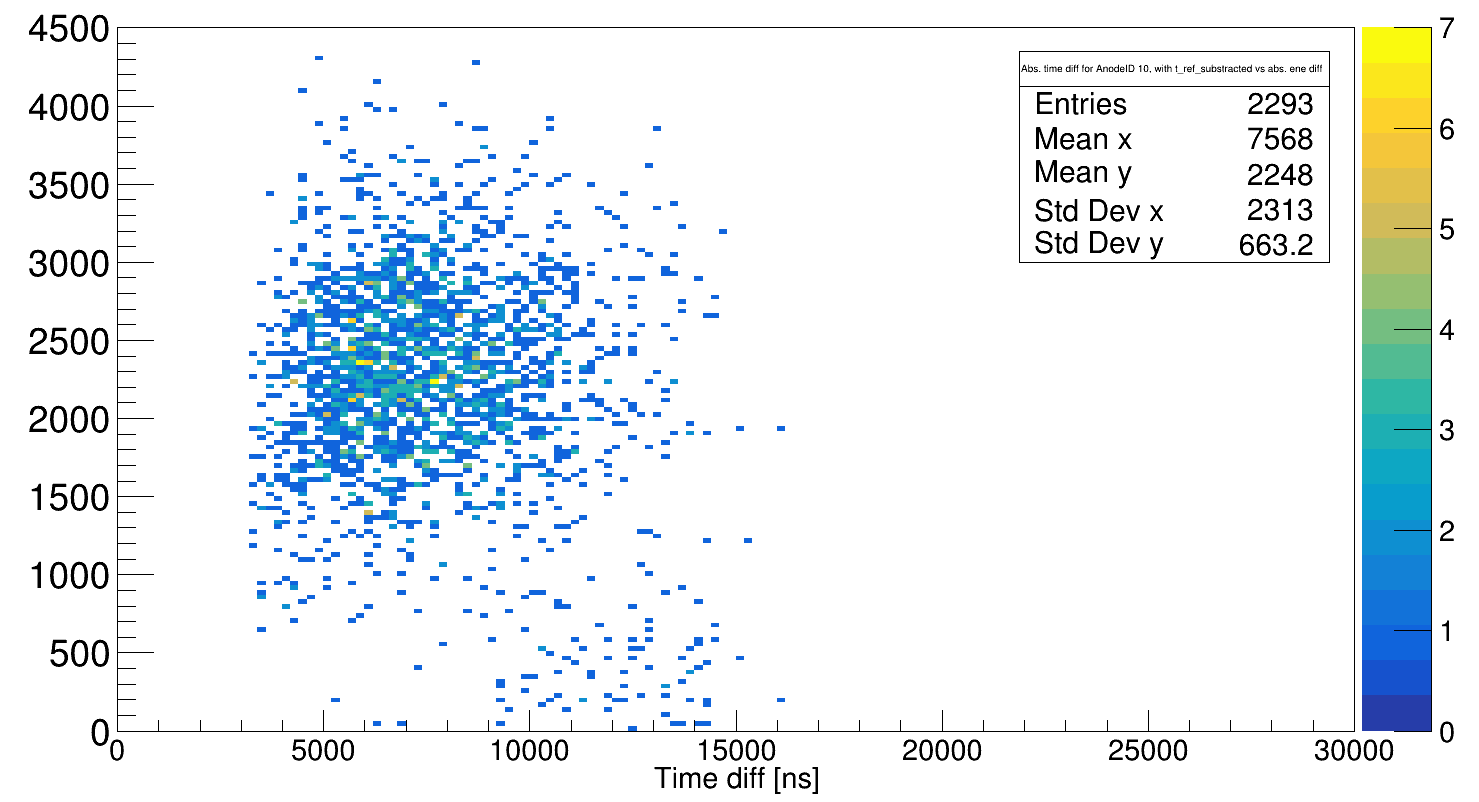 Abs. time diff for AnodeID 10, with t_ref_substracted vs abs. ene diff
Entries 2293
Mean x 7568
Mean y 2248
Std Dev x 2313
Std Dev y 663.2
4500
4000
3500
3000
2500
2000
1500
1000
500
0
0 5000 10000 15000 20000 25000 30000
Time diff [ns]
7
6
5
4
3
2
1
0